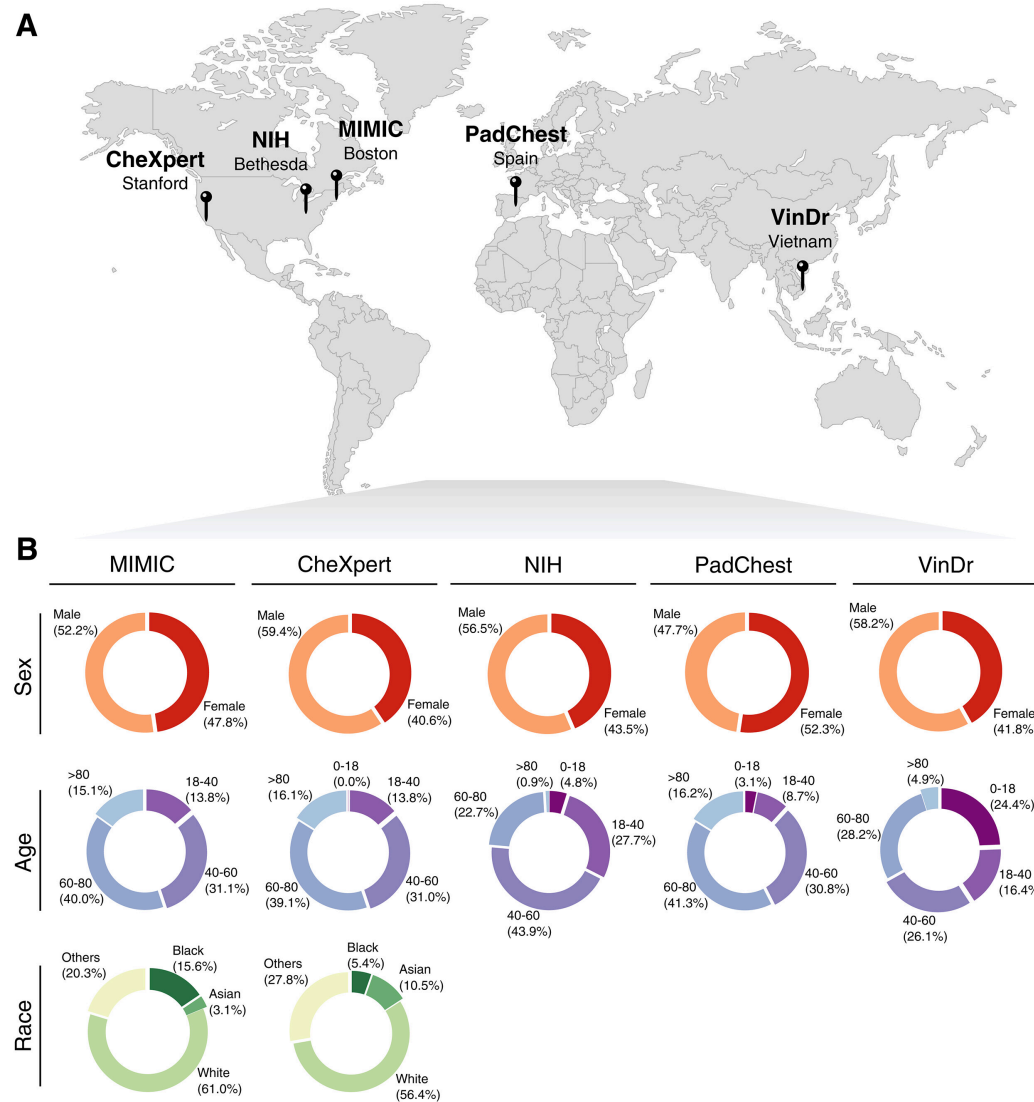 A
CheXpert
Stanford
NIH
Bethesda
MIMIC
Boston
PadChest
Spain
VinDr
Vietnam
B
MIMIC
CheXpert
NIH
PadChest
VinDr
Sex
Male
(52.2%)
Female
(47.8%)
Male
(59.4%)
Female
(40.6%)
Male
(56.5%)
Female
(43.5%)
Male
(47.7%)
Female
(52.3%)
Male
(58.2%)
Female
(41.8%)
Age
>80
(15.1%)
18-40
(13.8%)
60-80
(40.0%)
40-60
(31.1%)
>80
(16.1%)
0-18
(0.0%)
18-40
(13.8%)
60-80
(39.1%)
40-60
(31.0%)
>80
(0.9%)
0-18
(4.8%)
60-80
(22.7%)
18-40
(27.7%)
40-60
(43.9%)
>80
(16.2%)
0-18
(3.1%)
18-40
(8.7%)
60-80
(41.3%)
40-60
(30.8%)
>80
(4.9%)
0-18
(24.4%)
60-80
(28.2%)
18-40
(16.4%
40-60
(26.1%)
Race
Others
(20.3%)
Black
(15.6%)
Asian
(3.1%)
White
(61.0%)
Others
(27.8%)
Black
(5.4%)
Asian
(10.5%)
White
(56.4%)